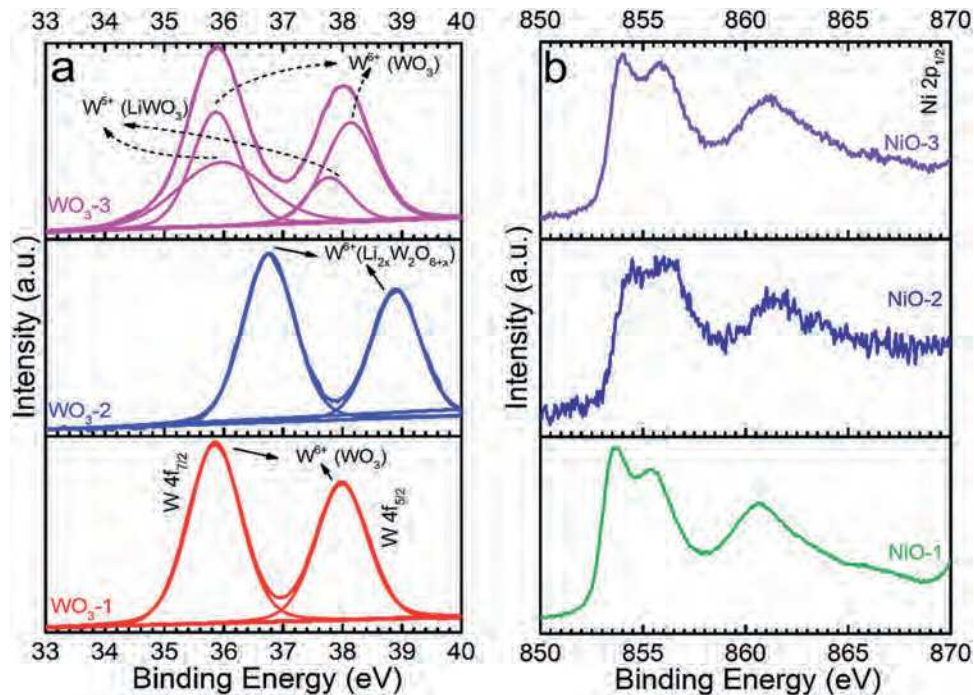 33 34 35 36 37 38 39 40
a
W⁶⁺ (WO₃)
W⁵⁺ (LiWO₃)
WO₃-3
W⁶⁺(Li₂ₓW₂O₆₊ₓ)
WO₃-2
W⁶⁺ (WO₃)
W 4f₇/₂
W 4f₅/₂
WO₃-1
Intensity (a.u.)
33 34 35 36 37 38 39 40
Binding Energy (eV)
850 855 860 865 870
b
Ni 2p₁/₂
NiO-3
NiO-2
NiO-1
Intensity (a.u.)
850 855 860 865 870
Binding Energy (eV)